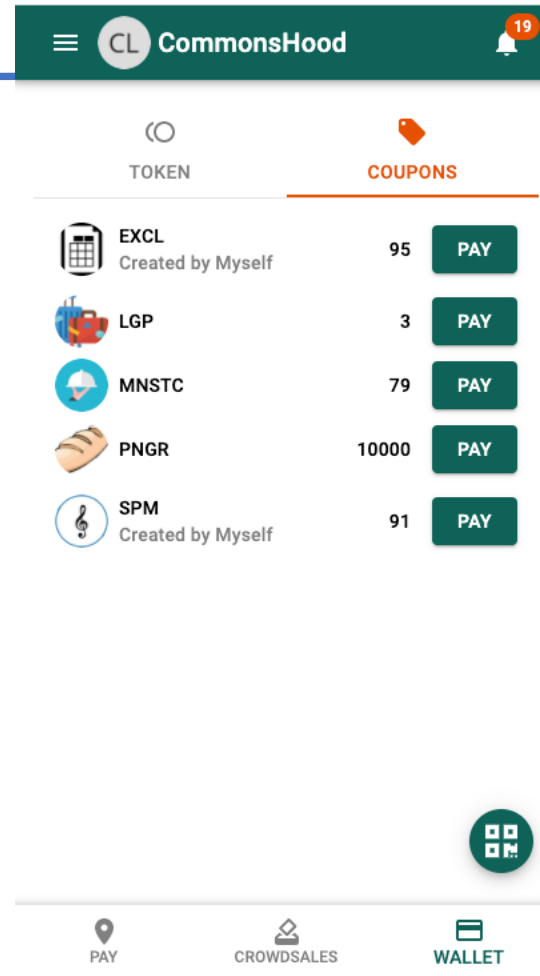 CL CommonsHood 19
TOKEN COUPONS
EXCL
Created by Myself 95 PAY
LGP 3 PAY
MNSTC 79 PAY
PNGR 10000 PAY
SPM
Created by Myself 91 PAY
PAY CROWDSALES WALLET